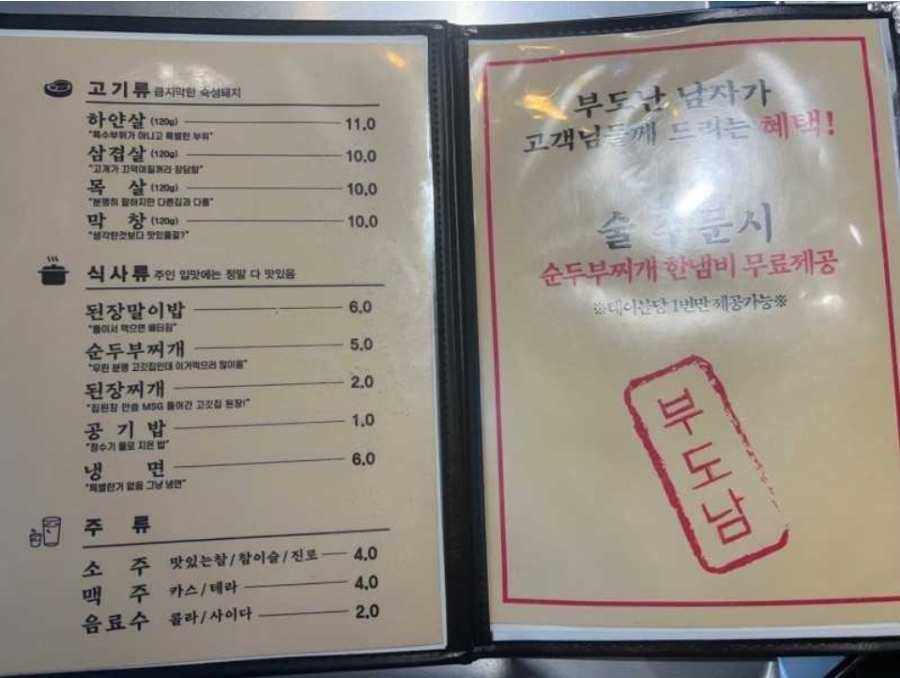 고기류 큼지막한 숙성돼지
하얀살 (120g) 11.0
"특수부위가 아니고 특별한 부위"
삼겹살 (120g) 10.0
"고개가 끄덕여질꺼라 장담함"
목 살 (120g) 10.0
"분명히 말하지만 다른집과 다름"
막 창 (120g) 10.0
"생각한것보다 맛있을걸?"
식사류 주인 입맛에는 정말 다 맛있음
된장말이밥 6.0
"둘이서 먹으면 배터짐"
순두부찌개 5.0
"우린 분명 고깃집인데 이거먹으러 많이옴"
된장찌개 2.0
"집된장 만큼 MSG 들어간 고깃집 된장!"
공 기 밥 1.0
"정수기 물로 지은 밥"
냉 면 6.0
"특별한거 없음 그냥 냉면"
주 류
소 주 맛있는참/참이슬/진로 4.0
맥 주 카스/테라 4.0
음료수 콜라/사이다 2.0
부도난 남자가
고객님들께 드리는 혜택!
술 주문시
순두부찌개 한냄비 무료제공
※테이블당 1번만 제공가능※
부도남